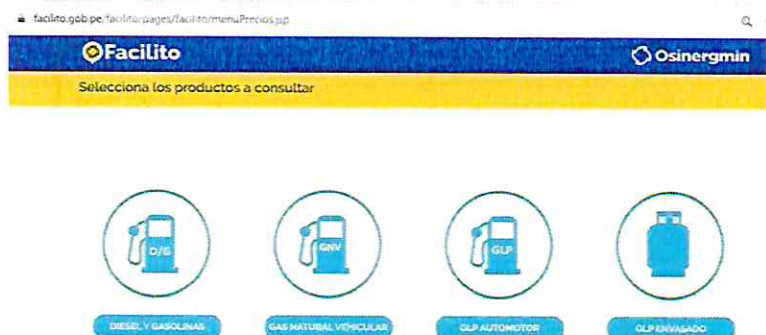 facilito.gob.pe/facilito/pages/facilito/menuPrecios.jsp
Facilito
Osinergmin
Selecciona los productos a consultar
D/G
GNV
GLP
DIESEL Y GASOLINAS
GAS NATURAL VEHICULAR
GLP AUTOMOTOR
GLP ENVASADO